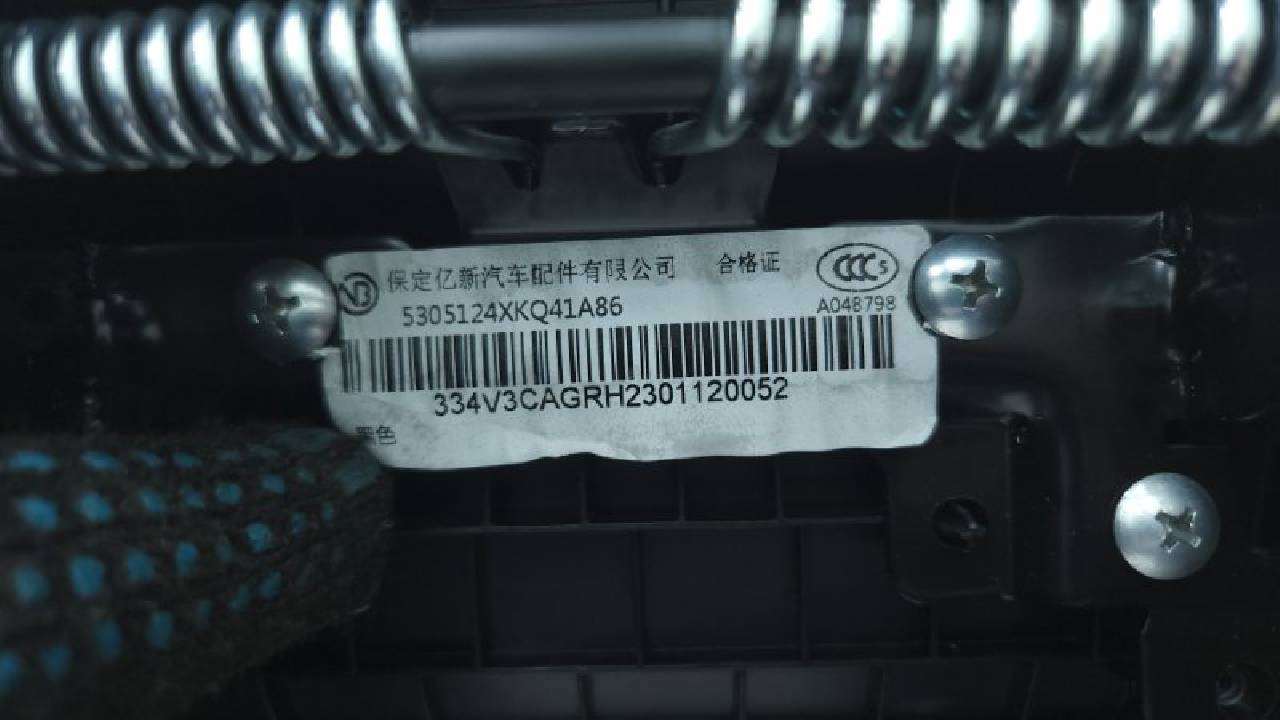 保定亿新汽车配件有限公司 合格证 CCC S
5305124XKQ41A86 A048798
334V3CAGRH2301120052
黑色